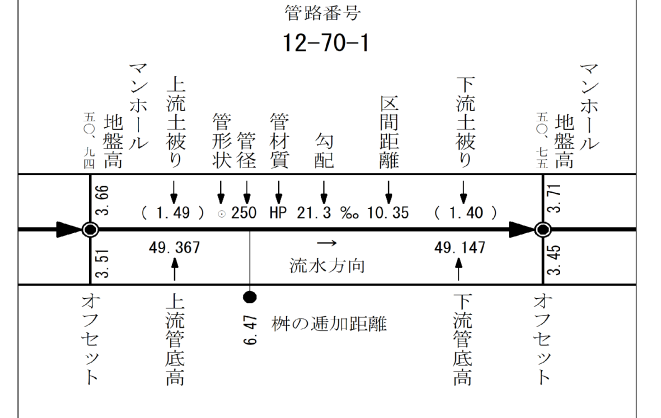 管路番号
12-70-1
マンホール
地盤高
五〇、九四
上流土被り
管形状
管径
管材質
勾配
区間距離
下流土被り
マンホール
地盤高
五〇、七五
3.66
( 1.49 ) ○ 250 HP 21.3 ‰ 10.35 ( 1.40 )
3.71
3.51
49.367
→
流水方向
49.147
3.45
オフセット
上流管底高
6.47
桝の逓加距離
下流管底高
オフセット